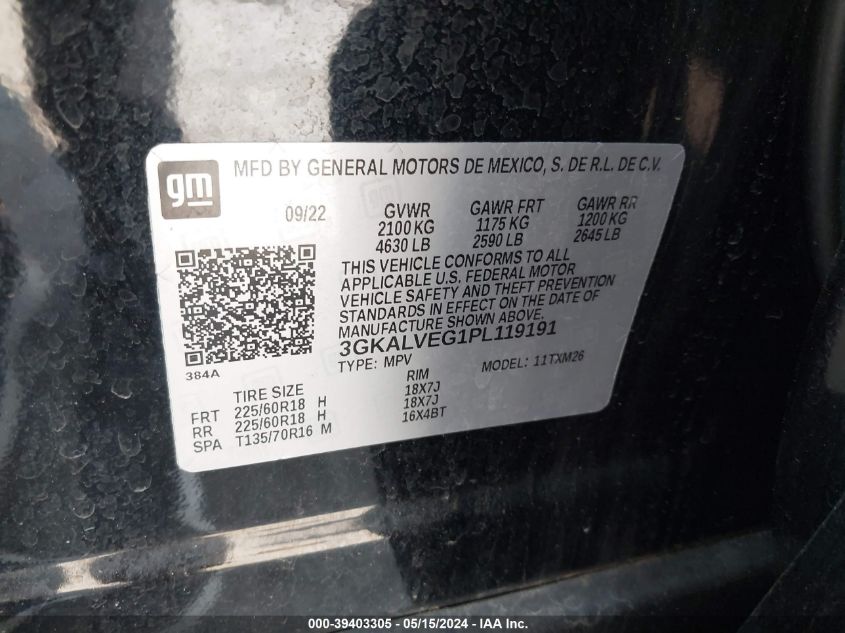 gm
MFD BY GENERAL MOTORS DE MEXICO, S. DE R.L. DE C.V.
09/22 GVWR GAWR FRT GAWR RR
2100 KG 1175 KG 1200 KG
4630 LB 2590 LB 2645 LB
THIS VEHICLE CONFORMS TO ALL
APPLICABLE U.S. FEDERAL MOTOR
VEHICLE SAFETY AND THEFT PREVENTION
STANDARDS IN EFFECT ON THE DATE OF
MANUFACTURE SHOWN ABOVE.
3GKALVEG1PL119191
384A
TYPE: MPV MODEL: 11TXM26
TIRE SIZE RIM
FRT 225/60R18 H 18X7J
RR 225/60R18 H 18X7J
SPA T135/70R16 M 16X4BT
000-39403305 - 05/15/2024 - IAA Inc.